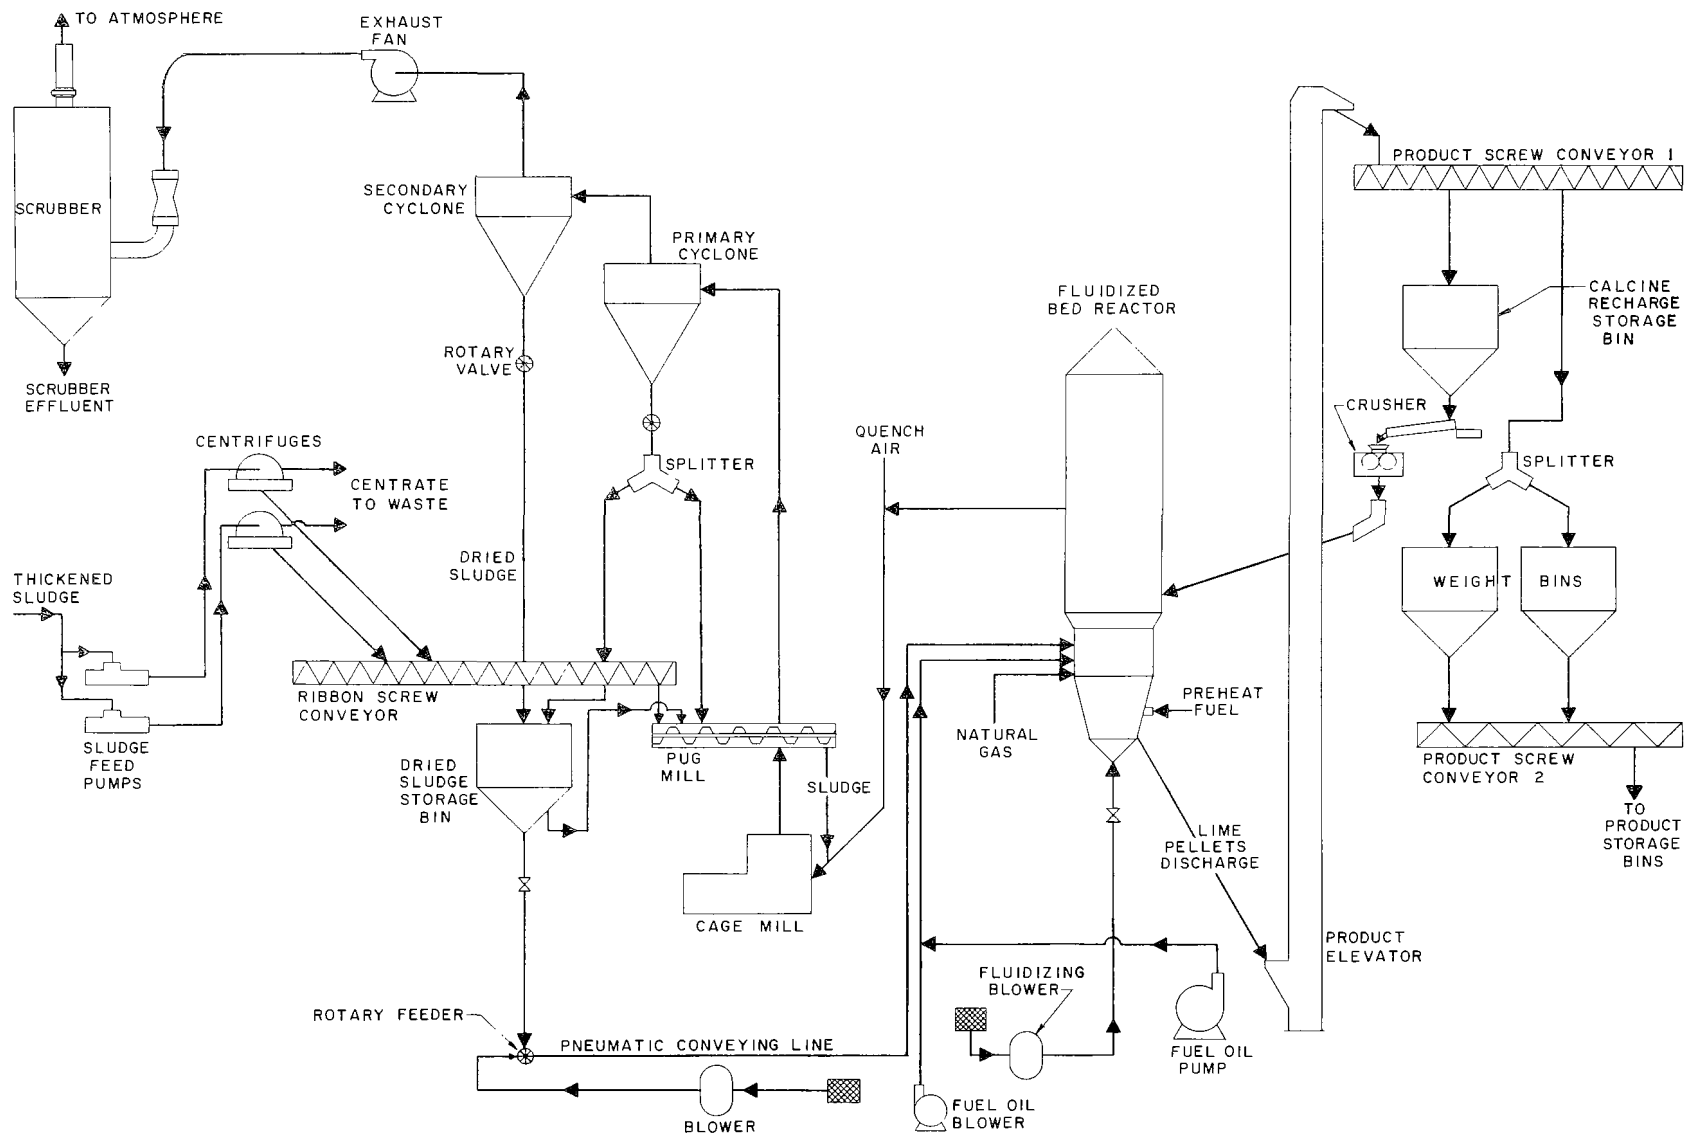 TO ATMOSPHERE
EXHAUST
FAN
SCRUBBER
SECONDARY
CYCLONE
PRIMARY
CYCLONE
ROTARY
VALVE
SCRUBBER
EFFLUENT
CENTRIFUGES
CENTRATE
TO WASTE
SPLITTER
QUENCH
AIR
FLUIDIZED
BED REACTOR
PRODUCT SCREW CONVEYOR 1
CALCINE
RECHARGE
STORAGE
BIN
CRUSHER
SPLITTER
WEIGHT BINS
THICKENED
SLUDGE
DRIED
SLUDGE
RIBBON SCREW
CONVEYOR
SLUDGE
FEED
PUMPS
DRIED
SLUDGE
STORAGE
BIN
PUG
MILL
SLUDGE
CAGE MILL
NATURAL
GAS
PREHEAT
FUEL
LIME
PELLETS
DISCHARGE
PRODUCT SCREW
CONVEYOR 2
TO
PRODUCT
STORAGE
BINS
PRODUCT
ELEVATOR
FLUIDIZING
BLOWER
FUEL OIL
PUMP
ROTARY FEEDER
PNEUMATIC CONVEYING LINE
BLOWER
FUEL OIL
BLOWER